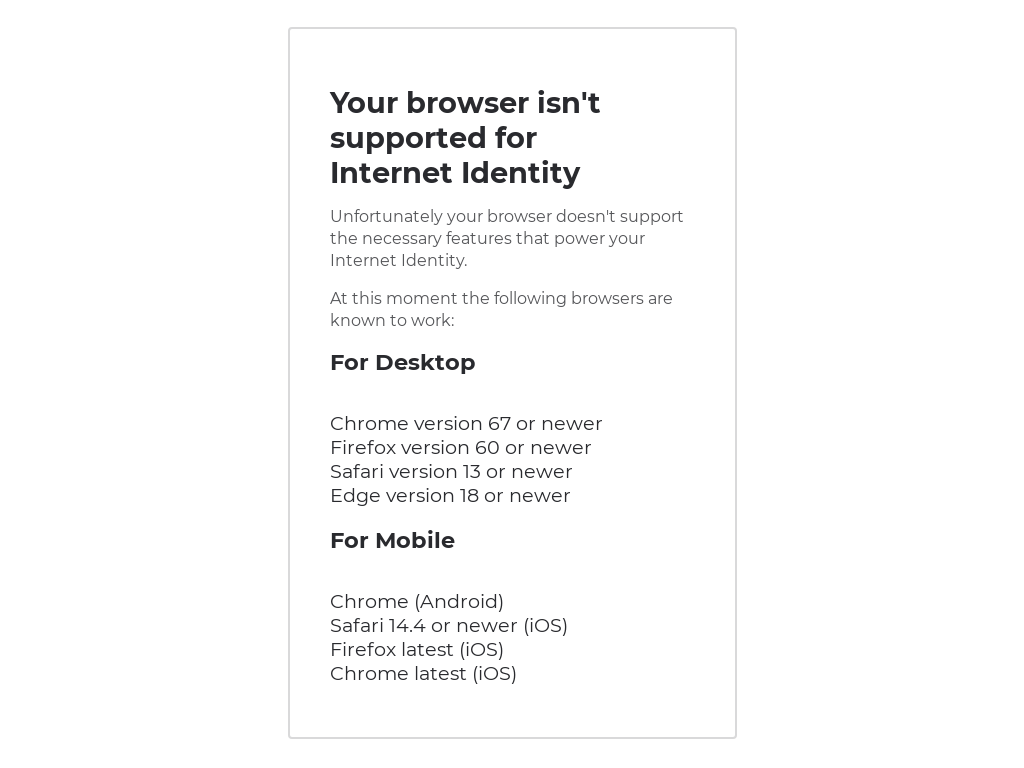 Your browser isn't
supported for
Internet Identity
Unfortunately your browser doesn't support
the necessary features that power your
Internet Identity.
At this moment the following browsers are
known to work:
For Desktop
Chrome version 67 or newer
Firefox version 60 or newer
Safari version 13 or newer
Edge version 18 or newer
For Mobile
Chrome (Android)
Safari 14.4 or newer (iOS)
Firefox latest (iOS)
Chrome latest (iOS)